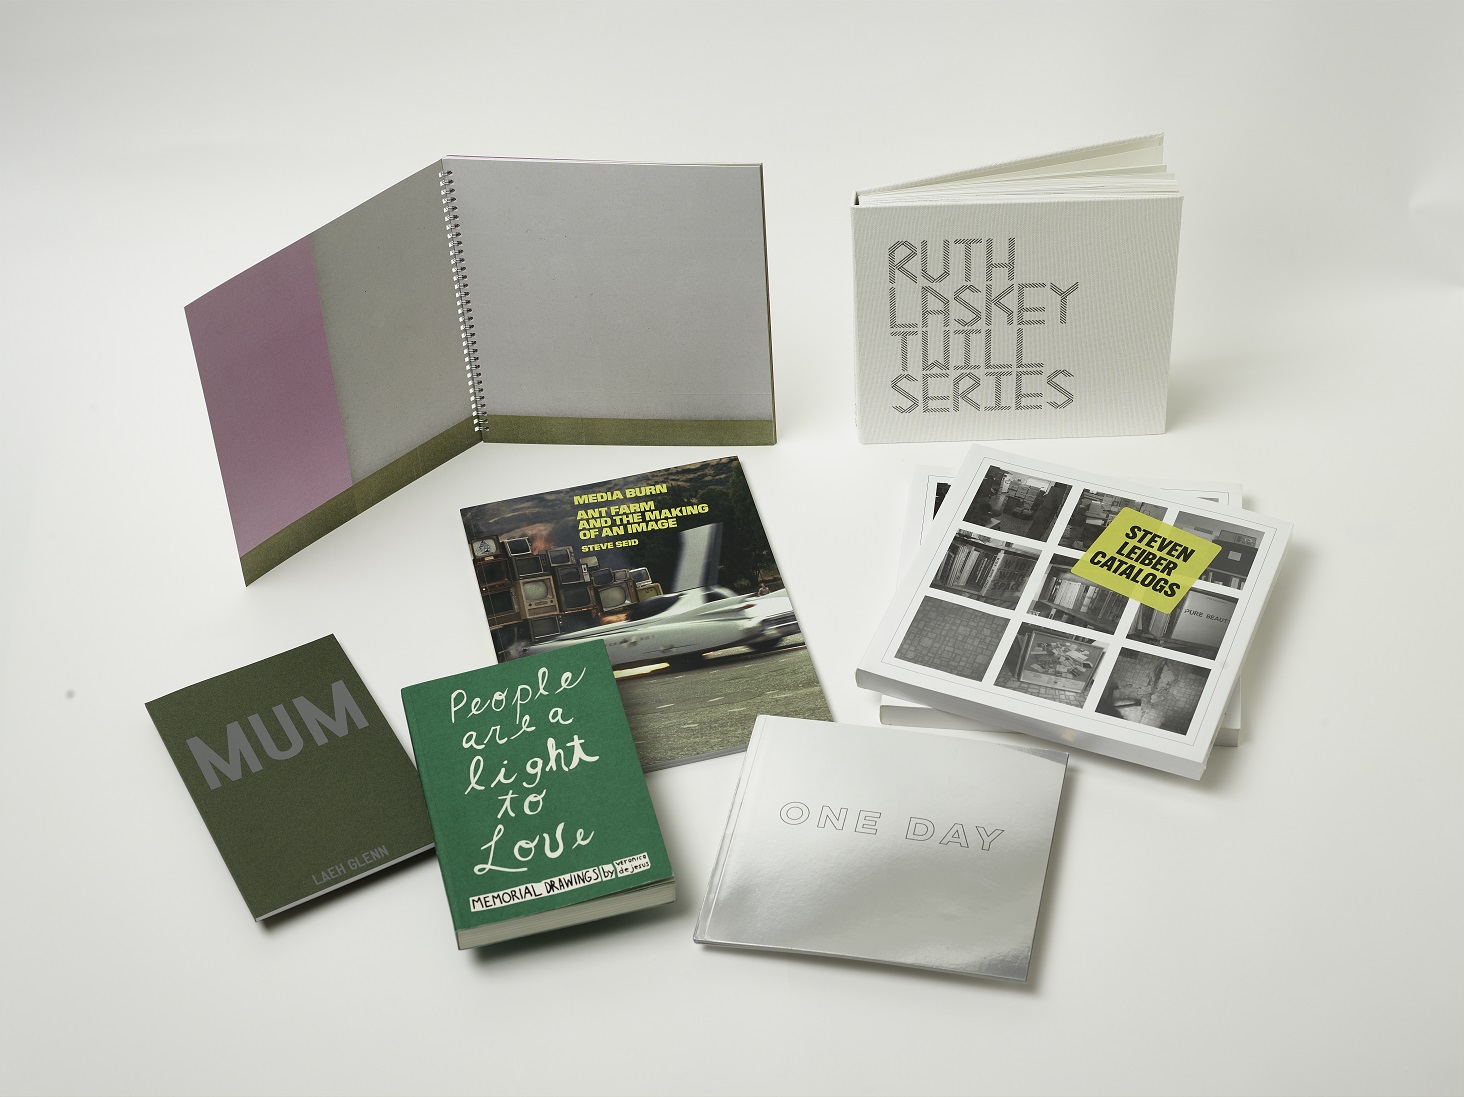 RUTH
LASKEY
TWILL
SERIES
MEDIA BURN
ANT FARM
AND THE MAKING
OF AN IMAGE
STEVE SEID
STEVEN
LEIBER
CATALOGS
PURE BEAUT
MUM
LAEH GLENN
People
are a
light
to
Love
MEMORIAL DRAWINGS by veronica
de jesus
ONE DAY